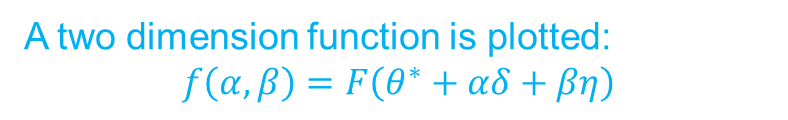 A two dimension function is plotted:
𝑓(𝛼,𝛽) = 𝐹(𝜃* + 𝛼𝛿 + 𝛽𝜂)